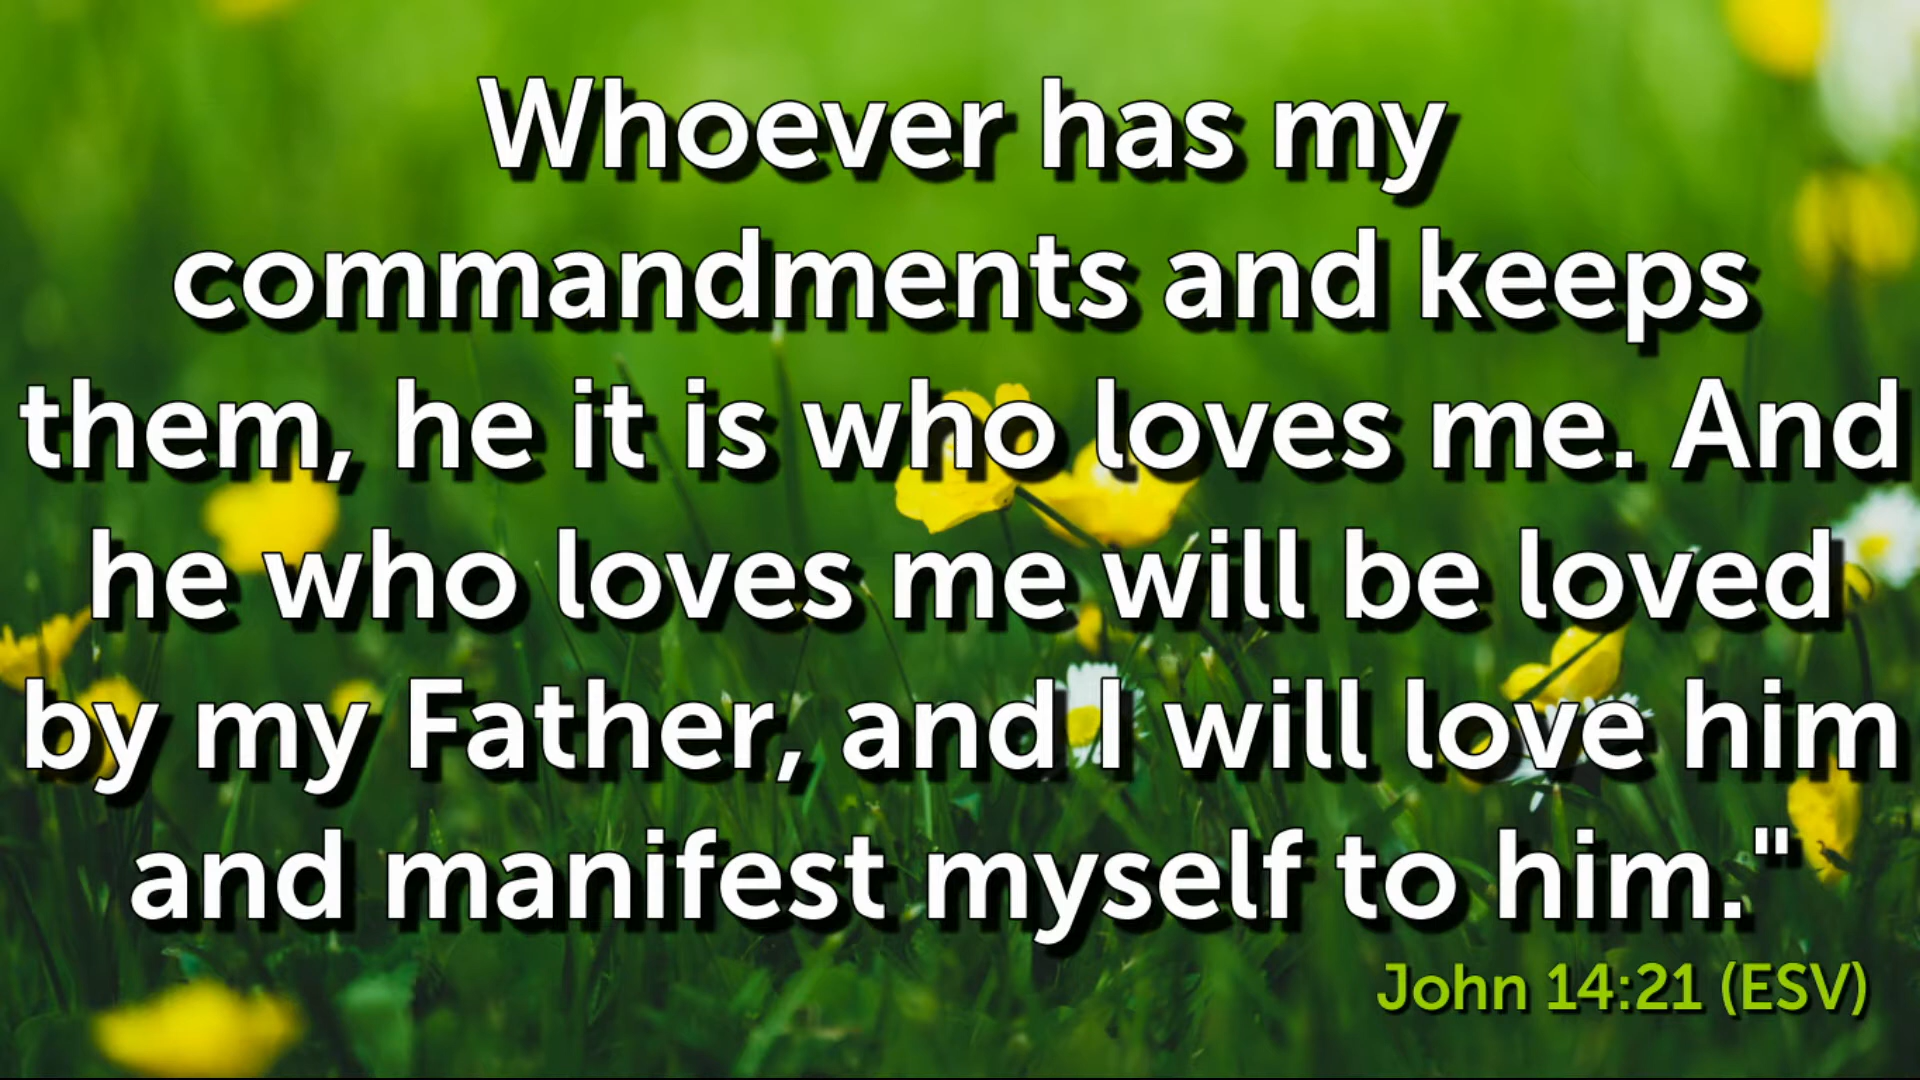 Whoever has my
commandments and keeps
them, he it is who loves me. And
he who loves me will be loved
by my Father, and I will love him
and manifest myself to him."
John 14:21 (ESV)